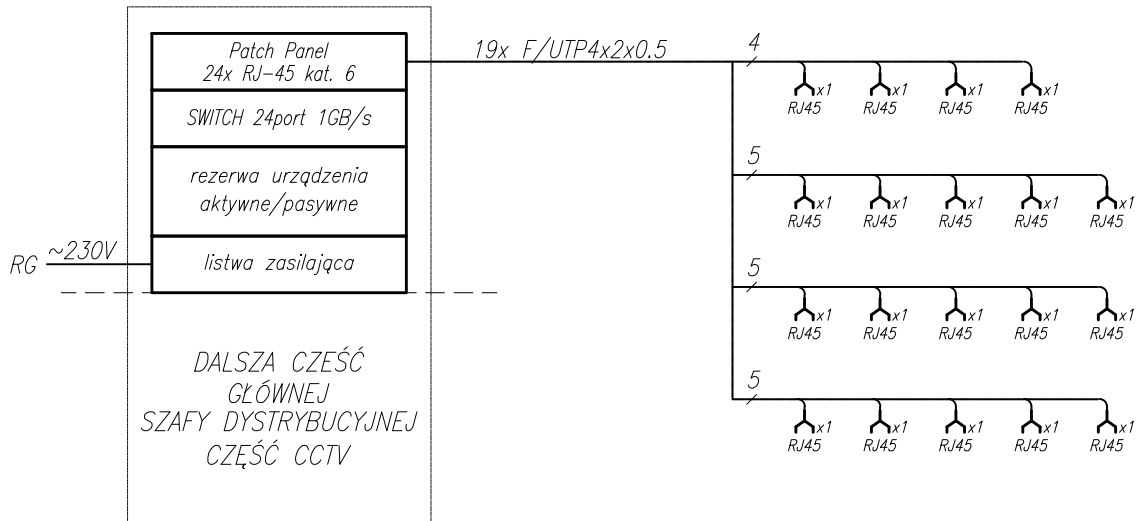 Patch Panel
24x RJ-45 kat. 6
SWITCH 24port 1GB/s
rezerwa urządzenia
aktywne/pasywne
listwa zasilająca
RG ~230V
DALSZA CZEŚĆ
GŁÓWNEJ
SZAFY DYSTRYBUCYJNEJ
CZĘŚĆ CCTV
19x F/UTP4x2x0.5
4
x1 x1 x1 x1
RJ45 RJ45 RJ45 RJ45
5
x1 x1 x1 x1 x1
RJ45 RJ45 RJ45 RJ45 RJ45
5
x1 x1 x1 x1 x1
RJ45 RJ45 RJ45 RJ45 RJ45
5
x1 x1 x1 x1 x1
RJ45 RJ45 RJ45 RJ45 RJ45